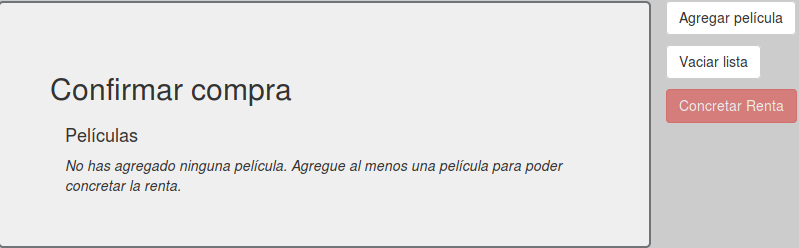 Confirmar compra
Películas
No has agregado ninguna película. Agregue al menos una película para poder
concretar la renta.
Agregar película
Vaciar lista
Concretar Renta